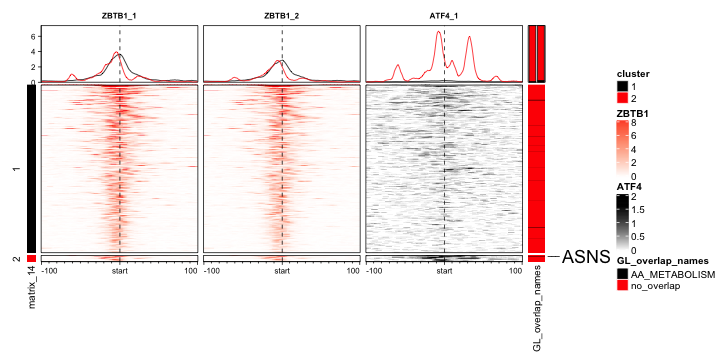 ZBTB1_1
ZBTB1_2
ATF4_1
6
4
2
0
1
2
-100
start
100
-100
start
100
-100
start
100
matrix_14
GL_overlap_names
ASNS
cluster
1
2
ZBTB1
8
6
4
2
0
ATF4
2
1.5
1
0.5
0
GL_overlap_names
AA_METABOLISM
no_overlap